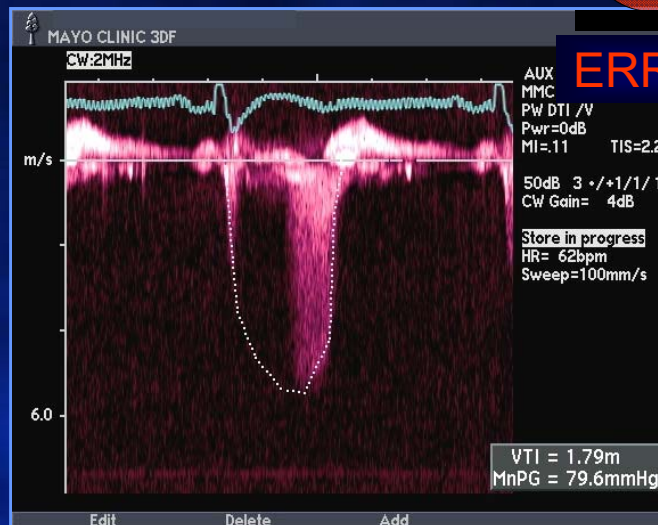 MAYO CLINIC 3DF
CW:2MHz
ERR
AUX
MMC
PW DTI /V
Pwr=0dB
MI=.11 TIS=2.2
50dB 3 •/+1/1/ 1
CW Gain= 4dB
Store in progress
HR= 62bpm
Sweep=100mm/s
m/s
6.0
VTI = 1.79m
MnPG = 79.6mmHg
Edit Delete Add